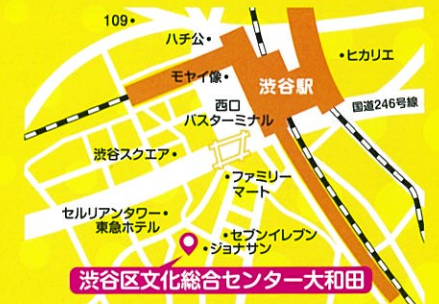 109
ハチ公
モヤイ像
渋谷駅
ヒカリエ
西口
バスターミナル
国道246号線
渋谷スクエア
ファミリー
マート
セルリアンタワー
東急ホテル
セブンイレブン
ジョナサン
渋谷区文化総合センター大和田